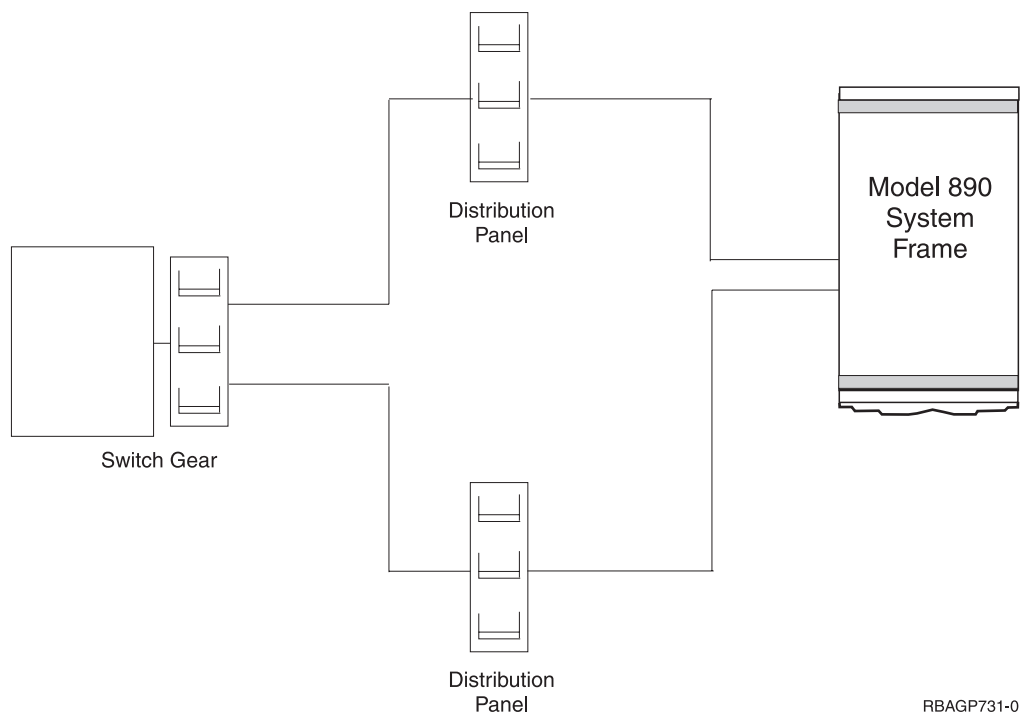 Distribution
Panel
Model 890
System
Frame
Switch Gear
Distribution
Panel
RBAGP731-0